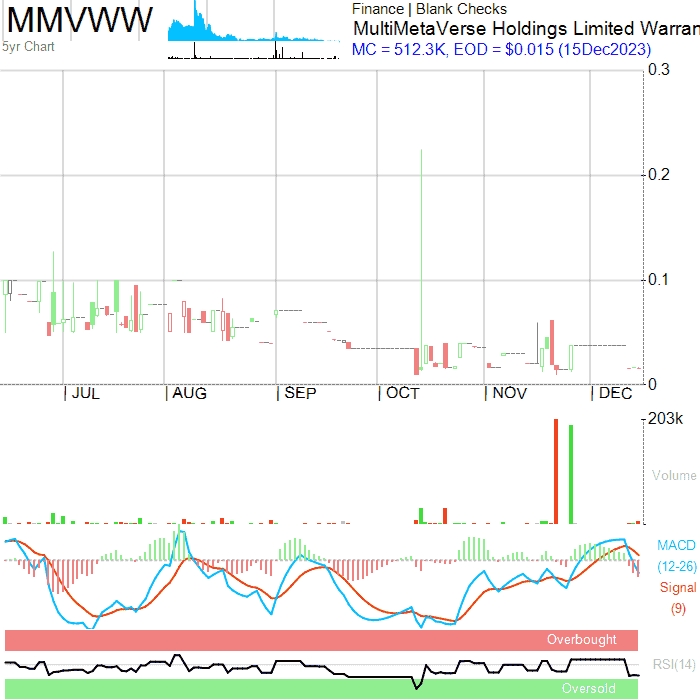 MMVWW
5yr Chart
Finance | Blank Checks
MultiMetaVerse Holdings Limited Warran
MC = 512.3K, EOD = $0.015 (15Dec2023)
0.3
0.2
0.1
0
| JUL | AUG | SEP | OCT | NOV | DEC
203k
Volume
MACD
(12-26)
Signal
(9)
Overbought
RSI(14)
Oversold